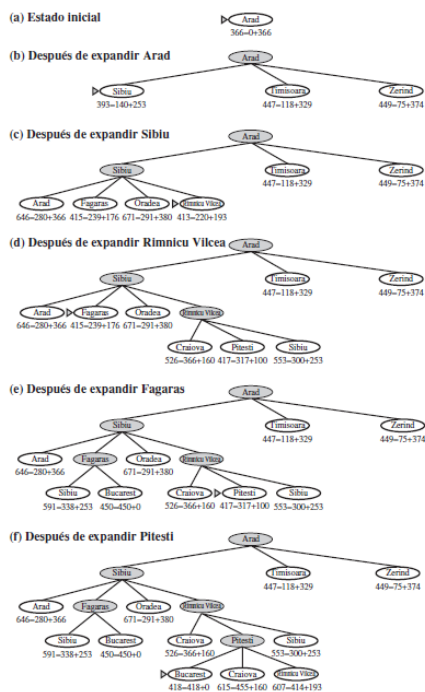 (a) Estado inicial
Arad
366=0+366
(b) Después de expandir Arad
Arad
Sibiu Timisoara Zerind
393=140+253 447=118+329 449=75+374
(c) Después de expandir Sibiu
Arad
Sibiu Timisoara Zerind
447=118+329 449=75+374
Arad Fagaras Oradea Rimnicu Vilcea
646=280+366 415=239+176 671=291+380 413=220+193
(d) Después de expandir Rimnicu Vilcea
Arad
Sibiu Timisoara Zerind
447=118+329 449=75+374
Arad Fagaras Oradea Rimnicu Vilcea
646=280+366 415=239+176 671=291+380
Craiova Pitesti Sibiu
526=366+160 417=317+100 553=300+253
(e) Después de expandir Fagaras
Arad
Sibiu Timisoara Zerind
447=118+329 449=75+374
Arad Fagaras Oradea Rimnicu Vilcea
646=280+366 671=291+380
Sibiu Bucarest Craiova Pitesti Sibiu
591=338+253 450=450+0 526=366+160 417=317+100 553=300+253
(f) Después de expandir Pitesti
Arad
Sibiu Timisoara Zerind
447=118+329 449=75+374
Arad Fagaras Oradea Rimnicu Vilcea
646=280+366 671=291+380
Sibiu Bucarest Craiova Pitesti Sibiu
591=338+253 450=450+0 526=366+160 553=300+253
Bucarest Craiova Rimnicu Vilcea
418=418+0 615=455+160 607=414+193